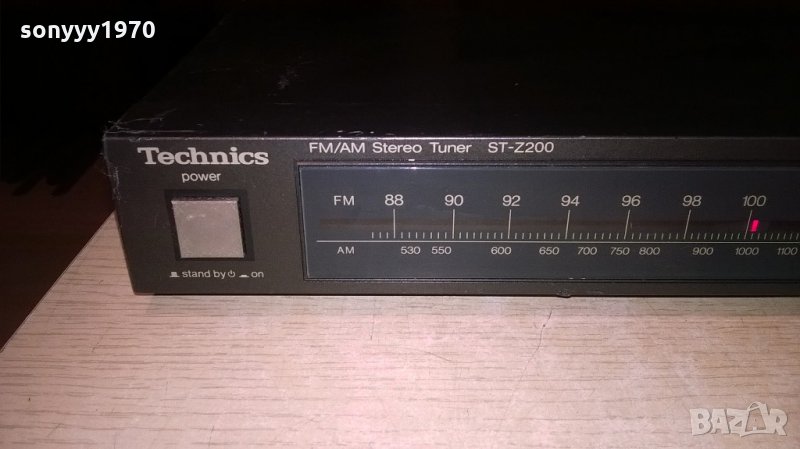 sonyyy1970
Technics
FM/AM Stereo Tuner ST-Z200
power
FM 88 90 92 94 96 98 100
AM 530 550 600 650 700 750 800 900 1000 1100
stand by on
BAZAR